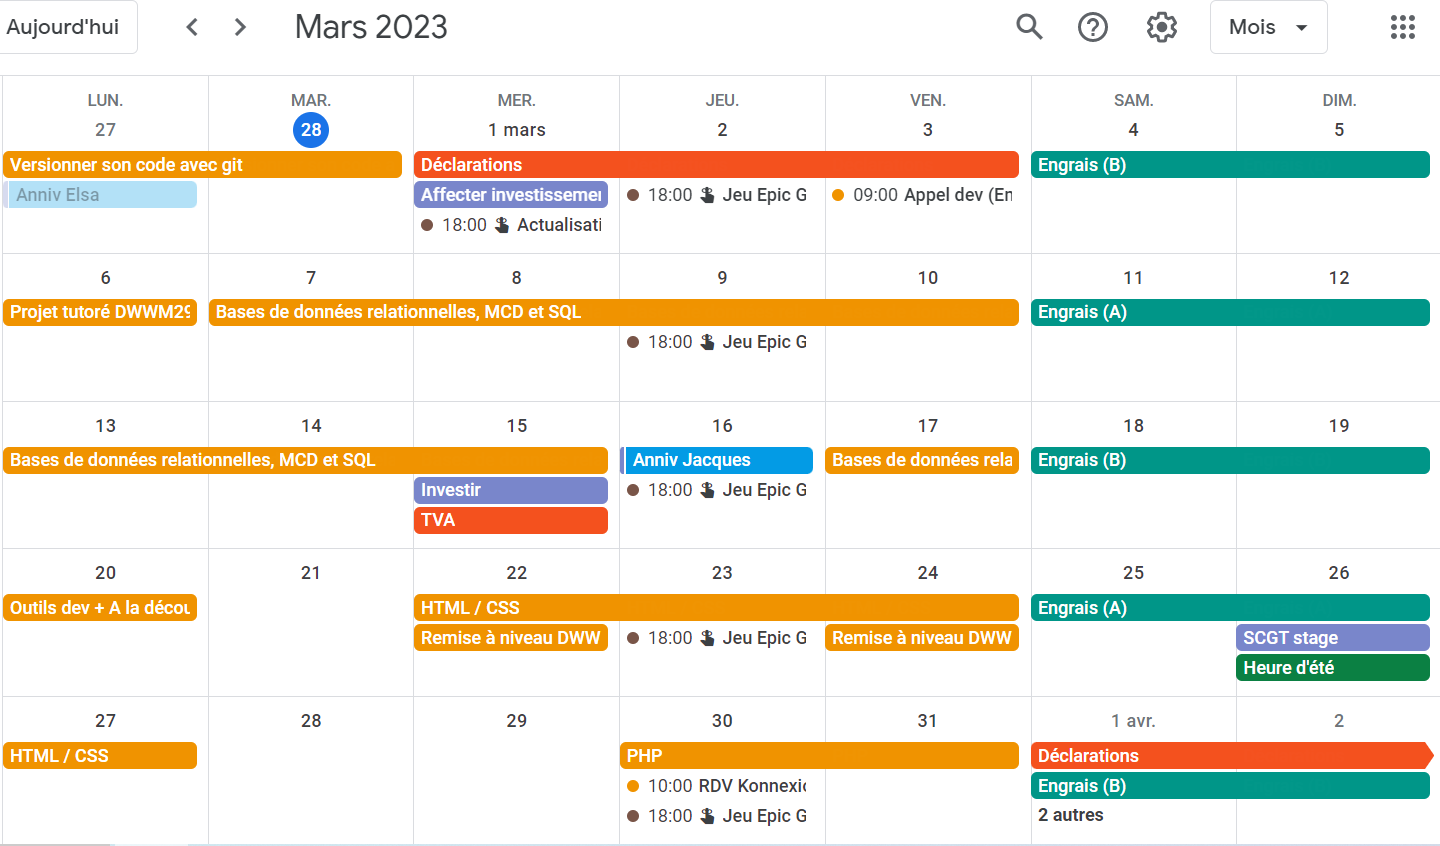 Aujourd'hui
Mars 2023
Mois
LUN. MAR. MER. JEU. VEN. SAM. DIM.
27 28 1 mars 2 3 4 5
Versionner son code avec git Déclarations Engrais (B)
Anniv Elsa Affecter investissemer 18:00 Jeu Epic G 09:00 Appel dev (En
18:00 Actualisati
6 7 8 9 10 11 12
Projet tutoré DWWM29 Bases de données relationnelles, MCD et SQL Engrais (A)
18:00 Jeu Epic G
13 14 15 16 17 18 19
Bases de données relationnelles, MCD et SQL Anniv Jacques Bases de données rela Engrais (B)
Investir 18:00 Jeu Epic G
TVA
20 21 22 23 24 25 26
Outils dev + A la décou HTML / CSS Engrais (A)
Remise à niveau DWW 18:00 Jeu Epic G Remise à niveau DWW SCGT stage
Heure d'été
27 28 29 30 31 1 avr. 2
HTML / CSS PHP Déclarations
10:00 RDV Konnexio Engrais (B)
18:00 Jeu Epic G 2 autres